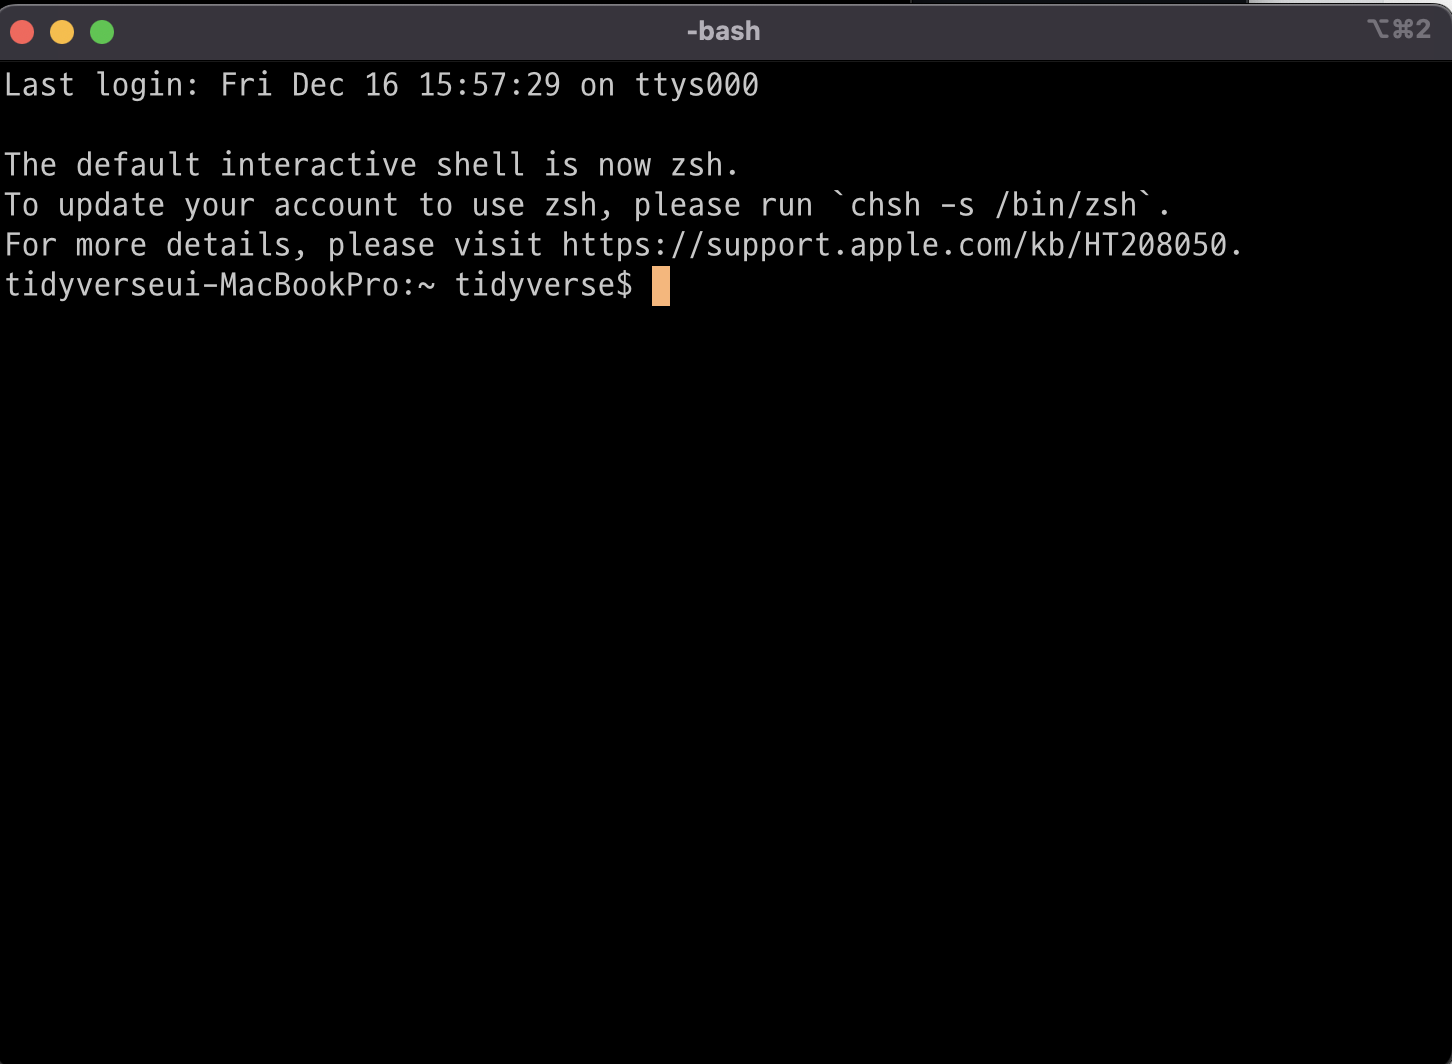 -bash
⌥⌘2
Last login: Fri Dec 16 15:57:29 on ttys000
The default interactive shell is now zsh.
To update your account to use zsh, please run `chsh -s /bin/zsh`.
For more details, please visit https://support.apple.com/kb/HT208050.
tidyverseui-MacBookPro:~ tidyverse$